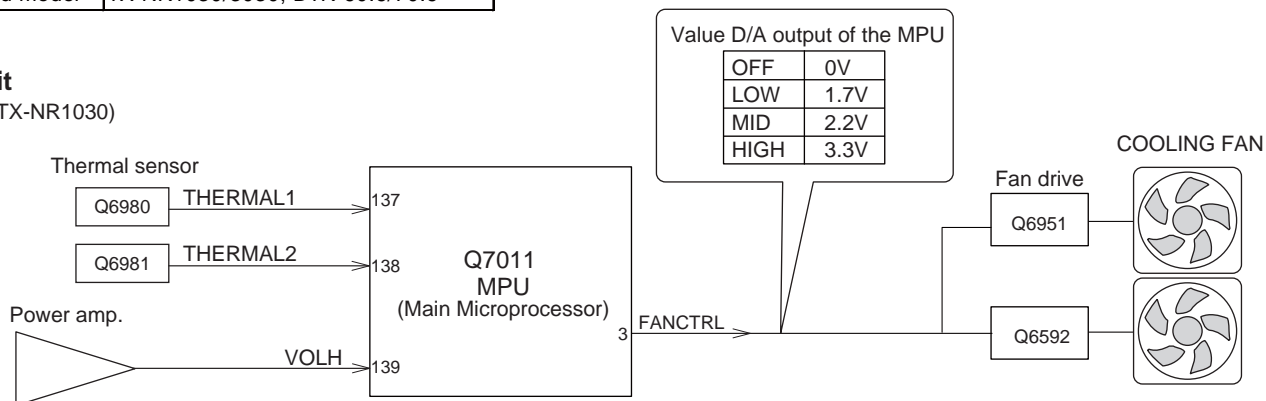 Value D/A output of the MPU
OFF 0V
LOW 1.7V
MID 2.2V
HIGH 3.3V
TX-NR1030)
Thermal sensor
Q6980
THERMAL1
137
Q6981
THERMAL2
138
Power amp.
VOLH
139
Q7011
MPU
(Main Microprocessor)
3
FANCTRL
Fan drive
Q6951
Q6592
COOLING FAN